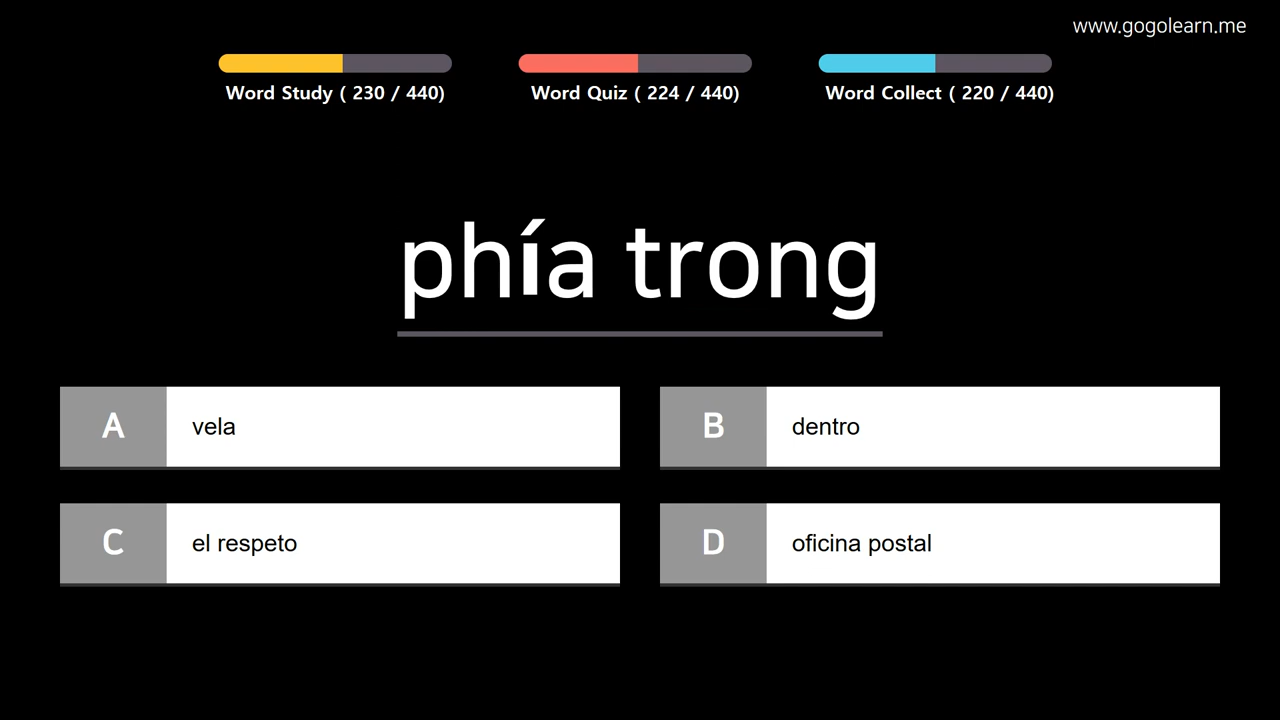 www.gogolearn.me
Word Study ( 230 / 440)
Word Quiz ( 224 / 440)
Word Collect ( 220 / 440)
phía trong
A vela
B dentro
C el respeto
D oficina postal